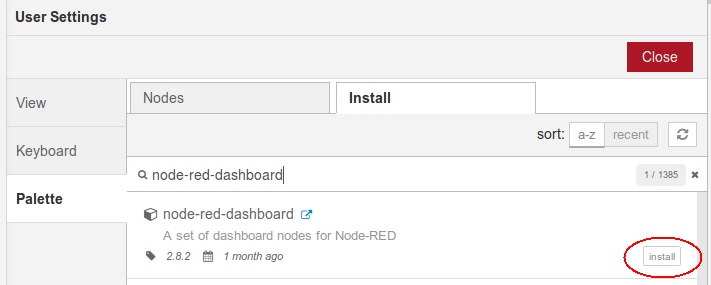 User Settings
Close
View
Keyboard
Palette
Nodes
Install
sort: a-z recent
node-red-dashboard
1 / 1385
node-red-dashboard
A set of dashboard nodes for Node-RED
2.8.2 1 month ago
install